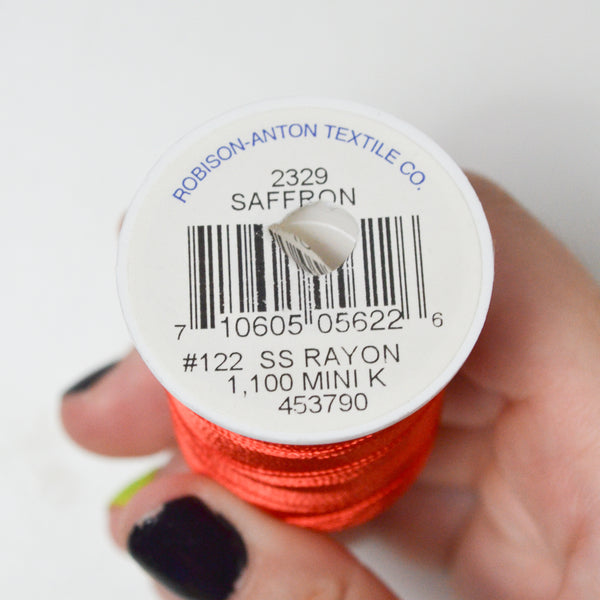 ROBISON-ANTON TEXTILE CO.
2329
SAFFRON
7 10605 05622 6
#122 SS RAYON
1,100 MINI K
453790